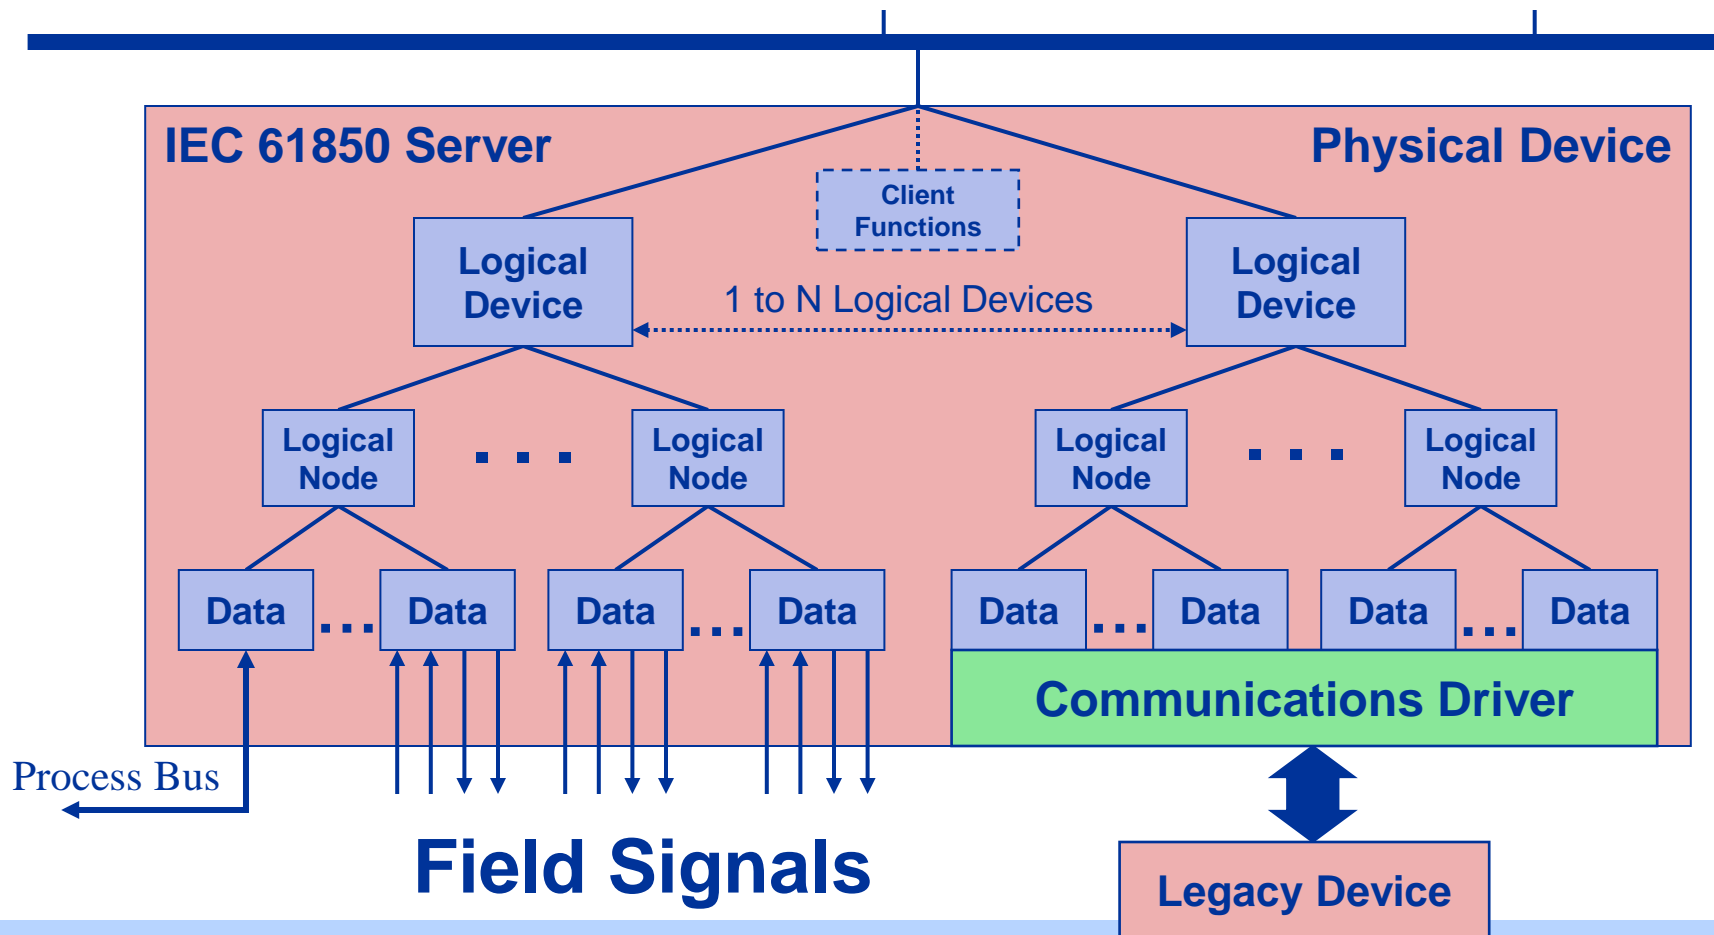 IEC 61850 Server
Physical Device
Client
Functions
Logical
Device
1 to N Logical Devices
Logical
Device
Logical
Node
. . .
Logical
Node
Logical
Node
. . .
Logical
Node
Data
...
Data
Data
...
Data
Data
...
Data
Data
...
Data
Communications Driver
Process Bus
Field Signals
Legacy Device